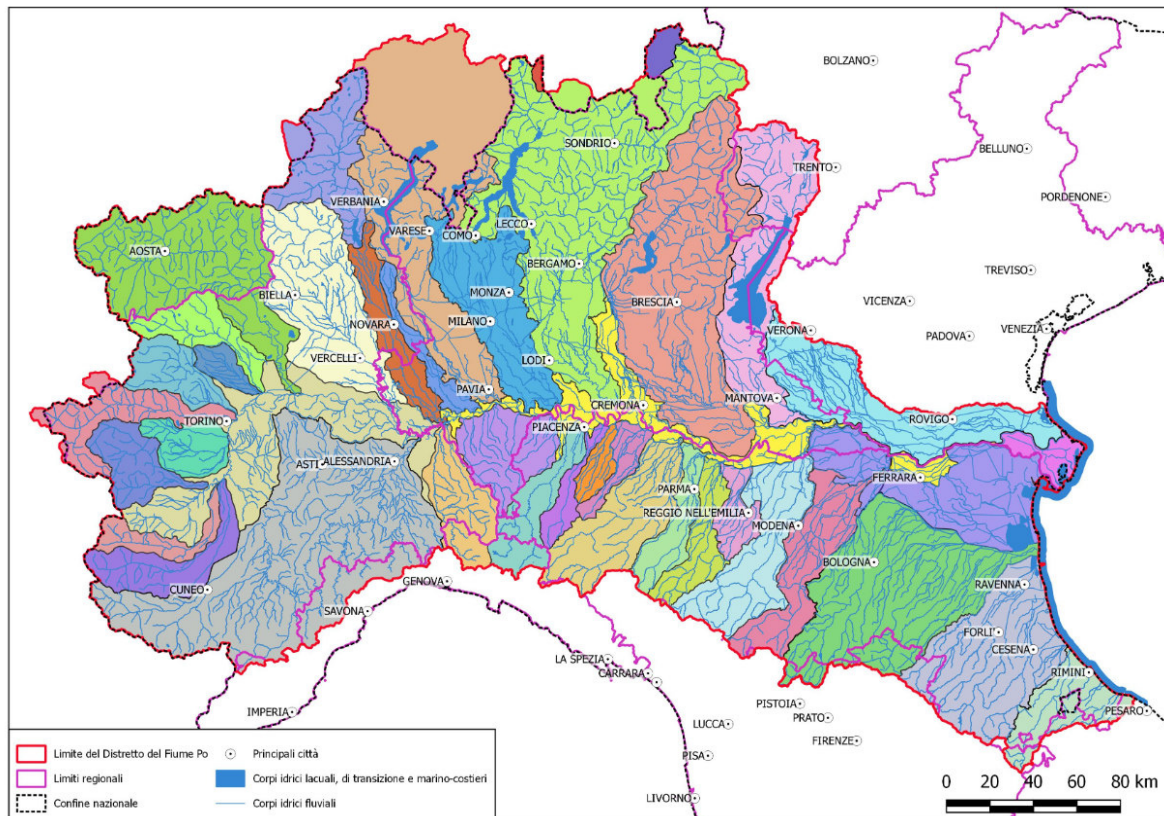 BOLZANO
BELLUNO
SONDRIO
TRENTO
PORDENONE
VERBANIA
VARESE
COMO
LECCO
AOSTA
BERGAMO
TREVISO
BIELLA
MONZA
BRESCIA
VICENZA
NOVARA
MILANO
VERONA
PADOVA
VENEZIA
VERCELLI
LODI
PAVIA
CREMONA
MANTOVA
TORINO
PIACENZA
ROVIGO
ASTI
ALESSANDRIA
PARMA
FERRARA
REGGIO NELL'EMILIA
MODENA
BOLOGNA
CUNEO
GENOVA
RAVENNA
SAVONA
FORLI'
CESENA
LA SPEZIA
CARRARA
RIMINI
IMPERIA
PISTOIA
PESARO
LUCCA
PRATO
FIRENZE
PISA
LIVORNO
Limite del Distretto del Fiume Po
Principali città
Limiti regionali
Corpi idrici lacuali, di transizione e marino-costieri
Confine nazionale
Corpi idrici fluviali
0 20 40 60 80 km